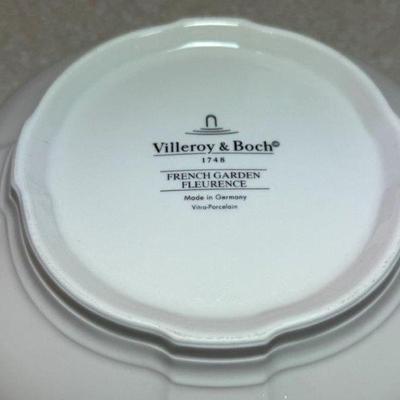 Villeroy & Boch©
1748
FRENCH GARDEN
FLEURENCE
Made in Germany
Vitro-Porcelain